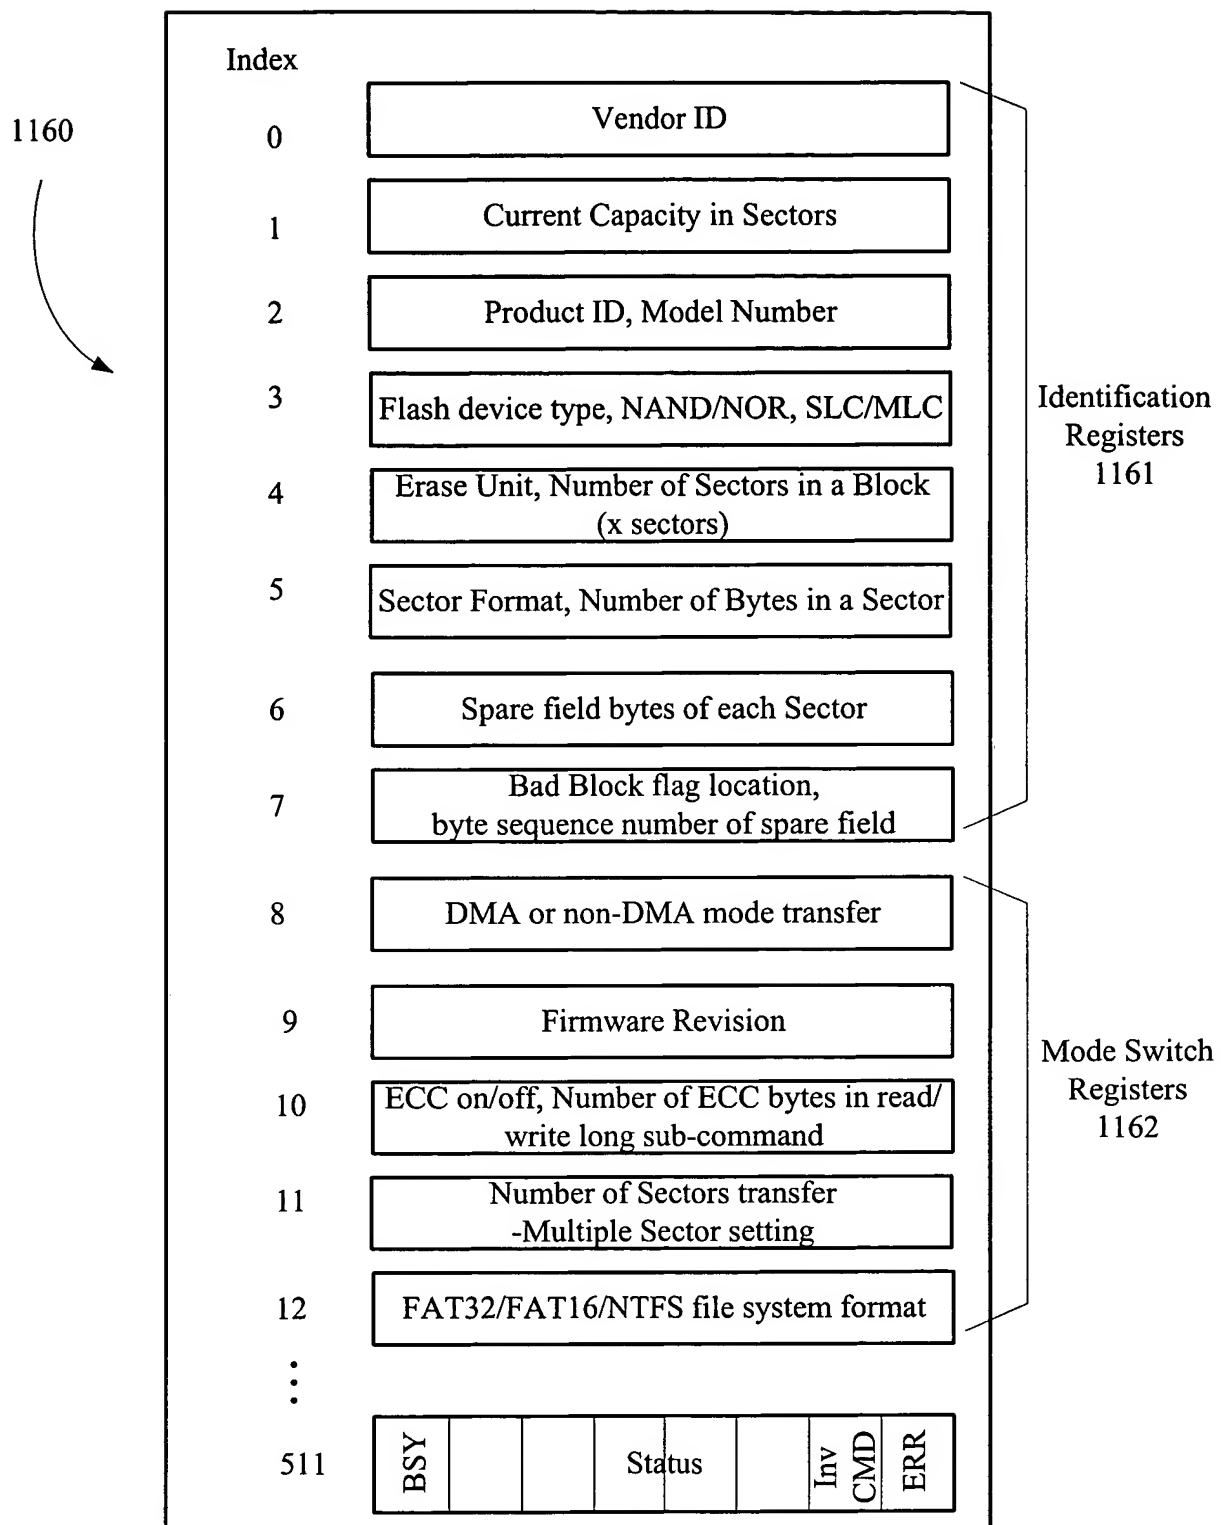 Index
1160
0
Vendor ID
1
Current Capacity in Sectors
2
Product ID, Model Number
3
Flash device type, NAND/NOR, SLC/MLC
Identification
Registers
1161
4
Erase Unit, Number of Sectors in a Block
(x sectors)
5
Sector Format, Number of Bytes in a Sector
6
Spare field bytes of each Sector
7
Bad Block flag location,
byte sequence number of spare field
8
DMA or non-DMA mode transfer
9
Firmware Revision
Mode Switch
Registers
1162
10
ECC on/off, Number of ECC bytes in read/
write long sub-command
11
Number of Sectors transfer
-Multiple Sector setting
12
FAT32/FAT16/NTFS file system format
511
BSY
Status
Inv
CMD
ERR